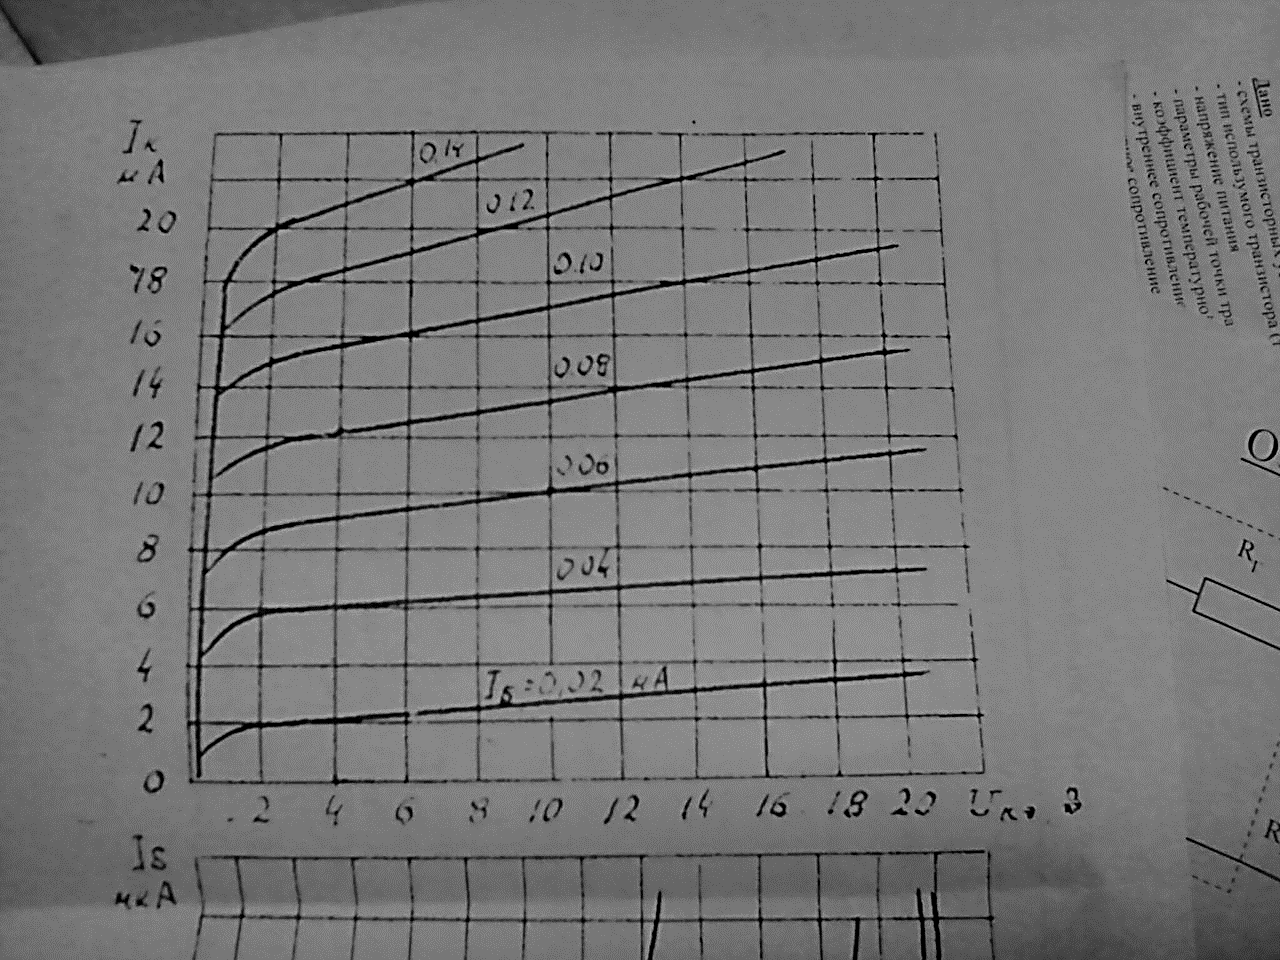 Iк
мА
20
18
16
14
12
10
8
6
4
2
0
0.14
0.12
0.10
0.08
0.06
0.04
Iб=0,02 мА
2 4 6 8 10 12 14 16 18 20 Uкэ В
Iб
мкА
Дано
- схемы транзисторных
- тип используемого транзистора
- напряжение питания
- параметры рабочей точки тра
- коэффициент температурно
- внутреннее сопротивление
сопротивление
О
R
R